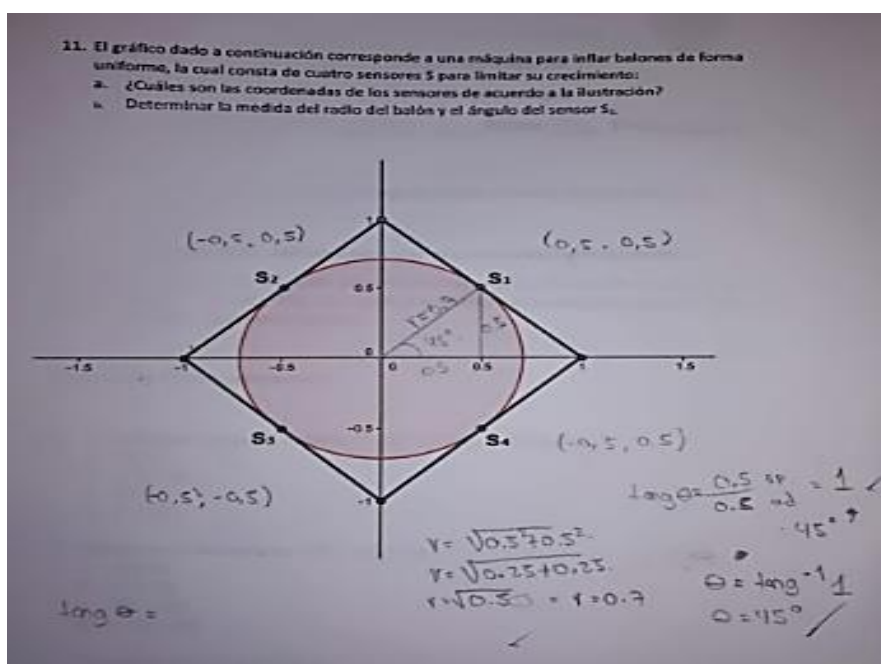 11. El gráfico dado a continuación corresponde a una máquina para inflar balones de forma
uniforme, la cual consta de cuatro sensores S para limitar su crecimiento:
a. ¿Cuáles son las coordenadas de los sensores de acuerdo a la ilustración?
Determinar la medida del radio del balón y el ángulo del sensor S₁.
(-0,5. 0,5)
(0,5. 0,5)
1
S₂
S₁
0.5
r=0.7
45°
0.5
0
-1.5
-1
-0.5
0
0.5
0.5
1
1.5
-0.5
S₃
S₄
(-0,5, 0.5)
(-0,5, -0,5)
-1
tang θ = 0.5 / 0.5 = 1
45°
r = √0.5²+0.5²
r = √0.25+0.25
r = √0.5 = r = 0.7
θ = tang⁻¹ 1
θ = 45°
tang θ =